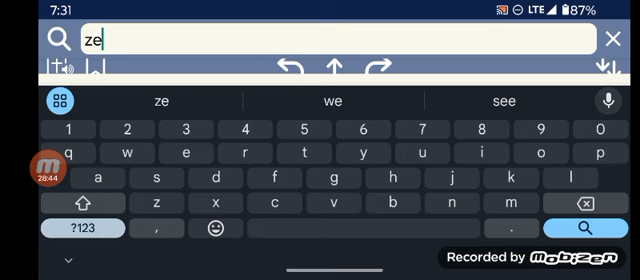 7:31 LTE 87%
ze
ze we see
1 2 3 4 5 6 7 8 9 0
q w e r t y u i o p
a s d f g h j k l
28:44
z x c v b n m
?123 , .
Recorded by mobizen